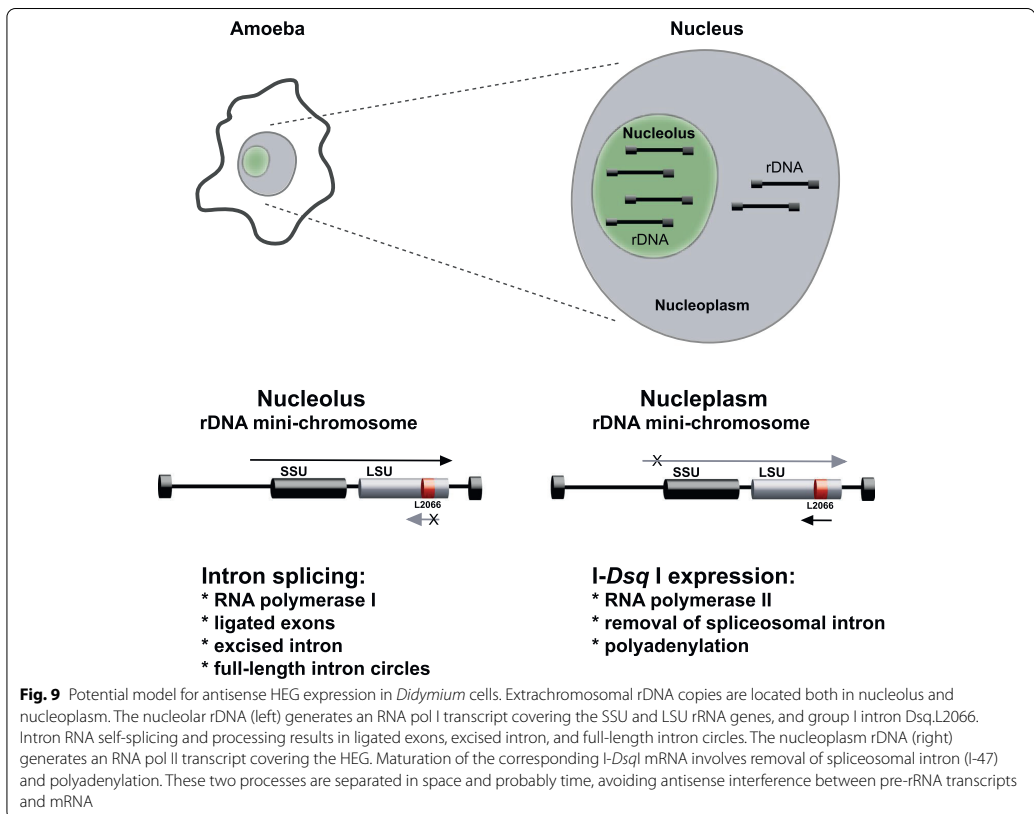 Amoeba
Nucleus
Nucleolus
rDNA
rDNA
Nucleoplasm
Nucleolus
rDNA mini-chromosome
SSU
LSU
L2066
X
Intron splicing:
* RNA polymerase I
* ligated exons
* excised intron
* full-length intron circles
Nucleplasm
rDNA mini-chromosome
X
SSU
LSU
L2066
I-Dsq I expression:
* RNA polymerase II
* removal of spliceosomal intron
* polyadenylation
Fig. 9 Potential model for antisense HEG expression in Didymium cells. Extrachromosomal rDNA copies are located both in nucleolus and
nucleoplasm. The nucleolar rDNA (left) generates an RNA pol I transcript covering the SSU and LSU rRNA genes, and group I intron Dsq.L2066.
Intron RNA self-splicing and processing results in ligated exons, excised intron, and full-length intron circles. The nucleoplasm rDNA (right)
generates an RNA pol II transcript covering the HEG. Maturation of the corresponding I-DsqI mRNA involves removal of spliceosomal intron (I-47)
and polyadenylation. These two processes are separated in space and probably time, avoiding antisense interference between pre-rRNA transcripts
and mRNA